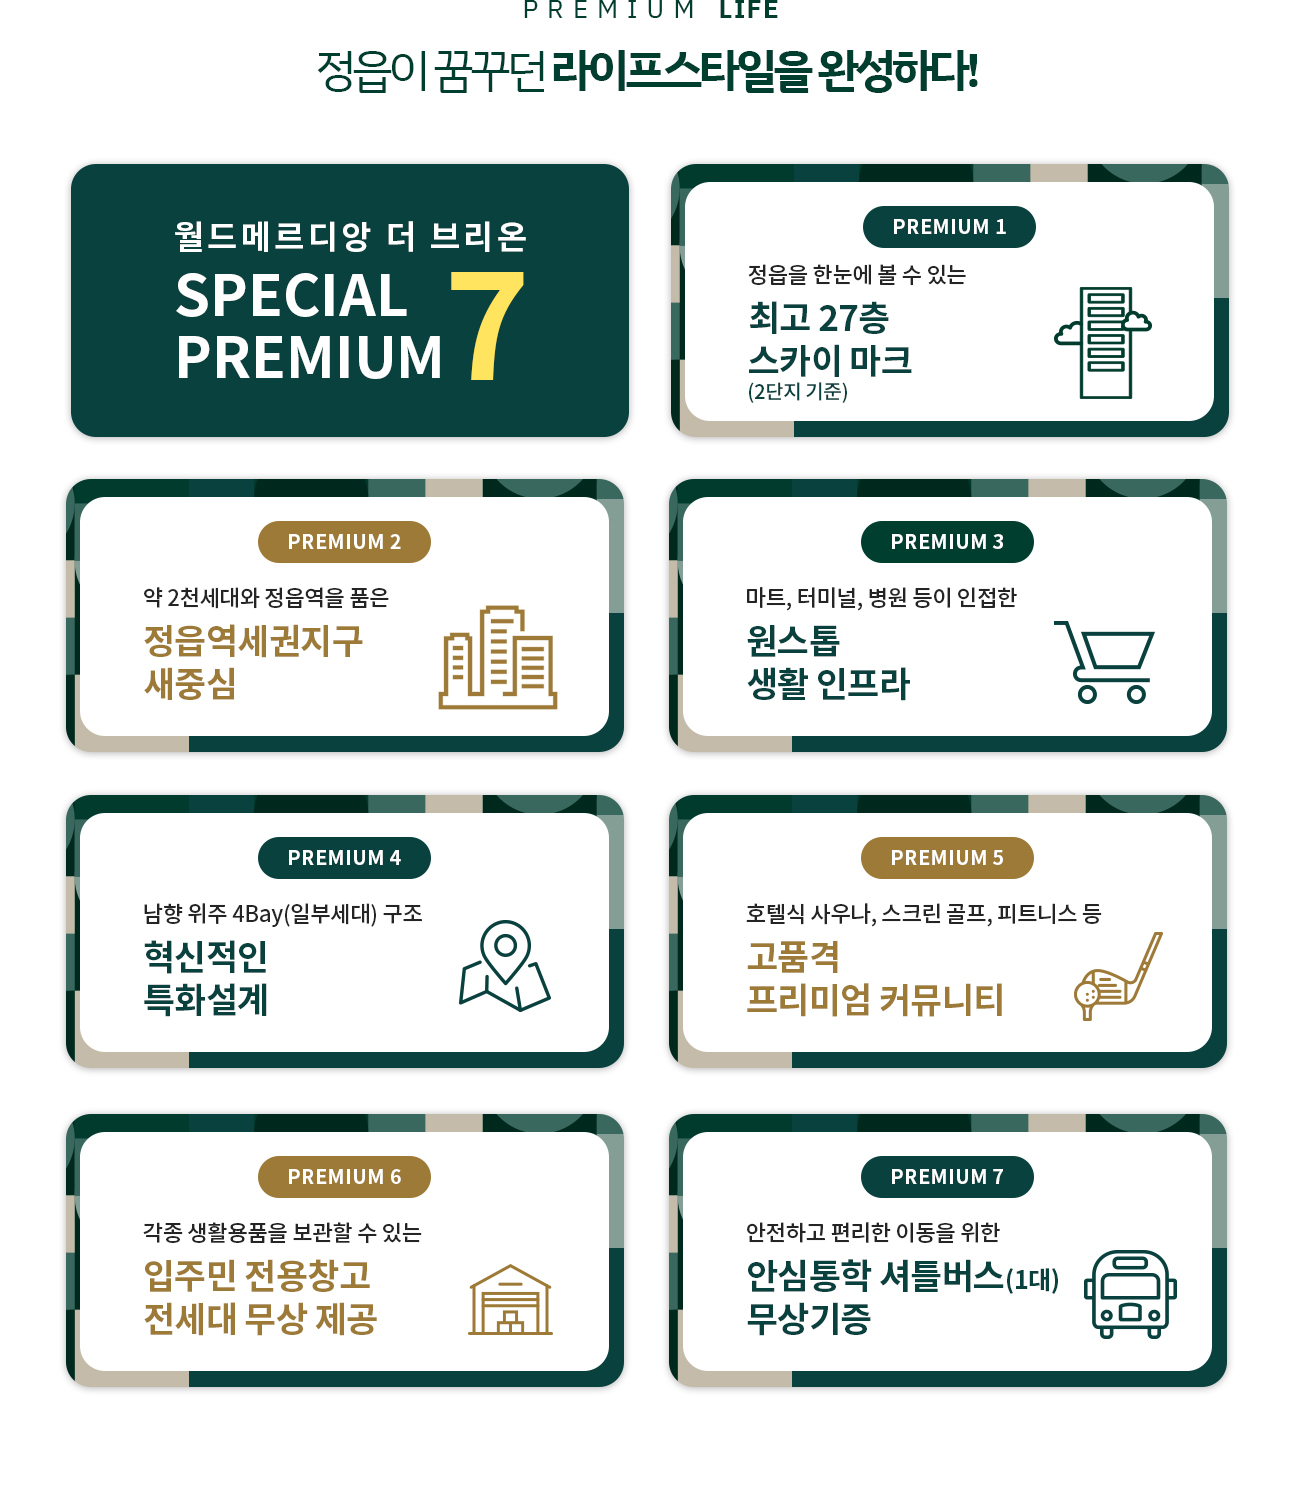 PREMIUM LIFE
정읍이 꿈꾸던 라이프스타일을 완성하다!
월드메르디앙 더 브리온
SPECIAL
PREMIUM 7
PREMIUM 1
정읍을 한눈에 볼 수 있는
최고 27층
스카이 마크
(2단지 기준)
PREMIUM 2
약 2천세대와 정읍역을 품은
정읍역세권지구
새중심
PREMIUM 3
마트, 터미널, 병원 등이 인접한
원스톱
생활 인프라
PREMIUM 4
남향 위주 4Bay(일부세대) 구조
혁신적인
특화설계
PREMIUM 5
호텔식 사우나, 스크린 골프, 피트니스 등
고품격
프리미엄 커뮤니티
PREMIUM 6
각종 생활용품을 보관할 수 있는
입주민 전용창고
전세대 무상 제공
PREMIUM 7
안전하고 편리한 이동을 위한
안심통학 셔틀버스(1대)
무상기증